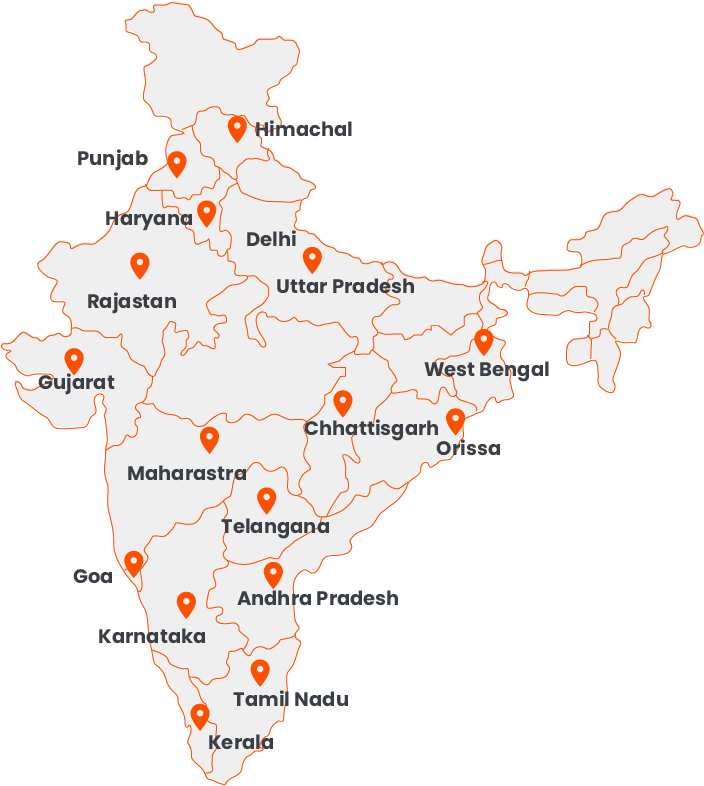 Himachal
Punjab
Haryana
Delhi
Uttar Pradesh
Rajastan
West Bengal
Gujarat
Chhattisgarh
Orissa
Maharastra
Telangana
Goa
Andhra Pradesh
Karnataka
Tamil Nadu
Kerala